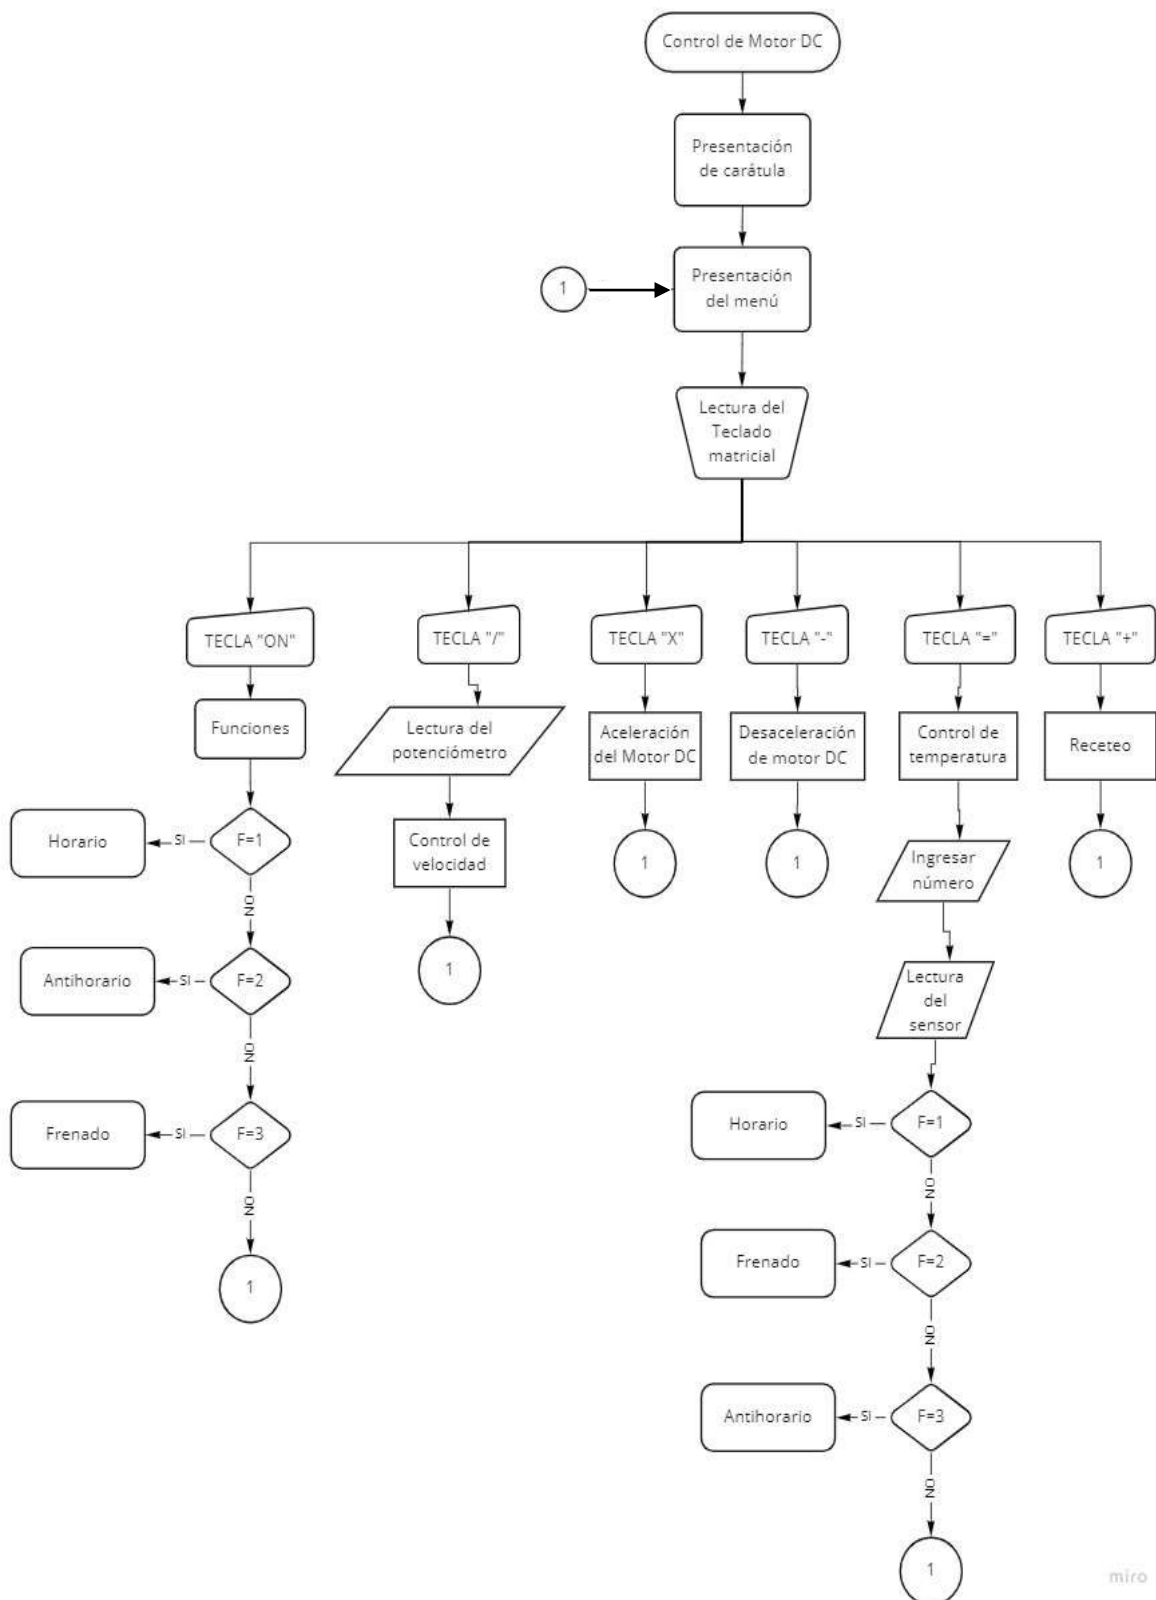 Control de Motor DC
Presentación
de carátula
1
Presentación
del menú
Lectura del
Teclado
matricial
TECLA "ON"
TECLA "/"
TECLA "X"
TECLA "-"
TECLA "="
TECLA "+"
Funciones
Lectura del
potenciómetro
Aceleración
del Motor DC
Desaceleración
de motor DC
Control de
temperatura
Receteo
Horario
SI
F=1
NO
Control de
velocidad
1
1
1
Ingresar
número
Antihorario
SI
F=2
NO
1
Lectura
del
sensor
Frenado
SI
F=3
NO
1
Horario
SI
F=1
NO
Frenado
SI
F=2
NO
Antihorario
SI
F=3
NO
1
miro